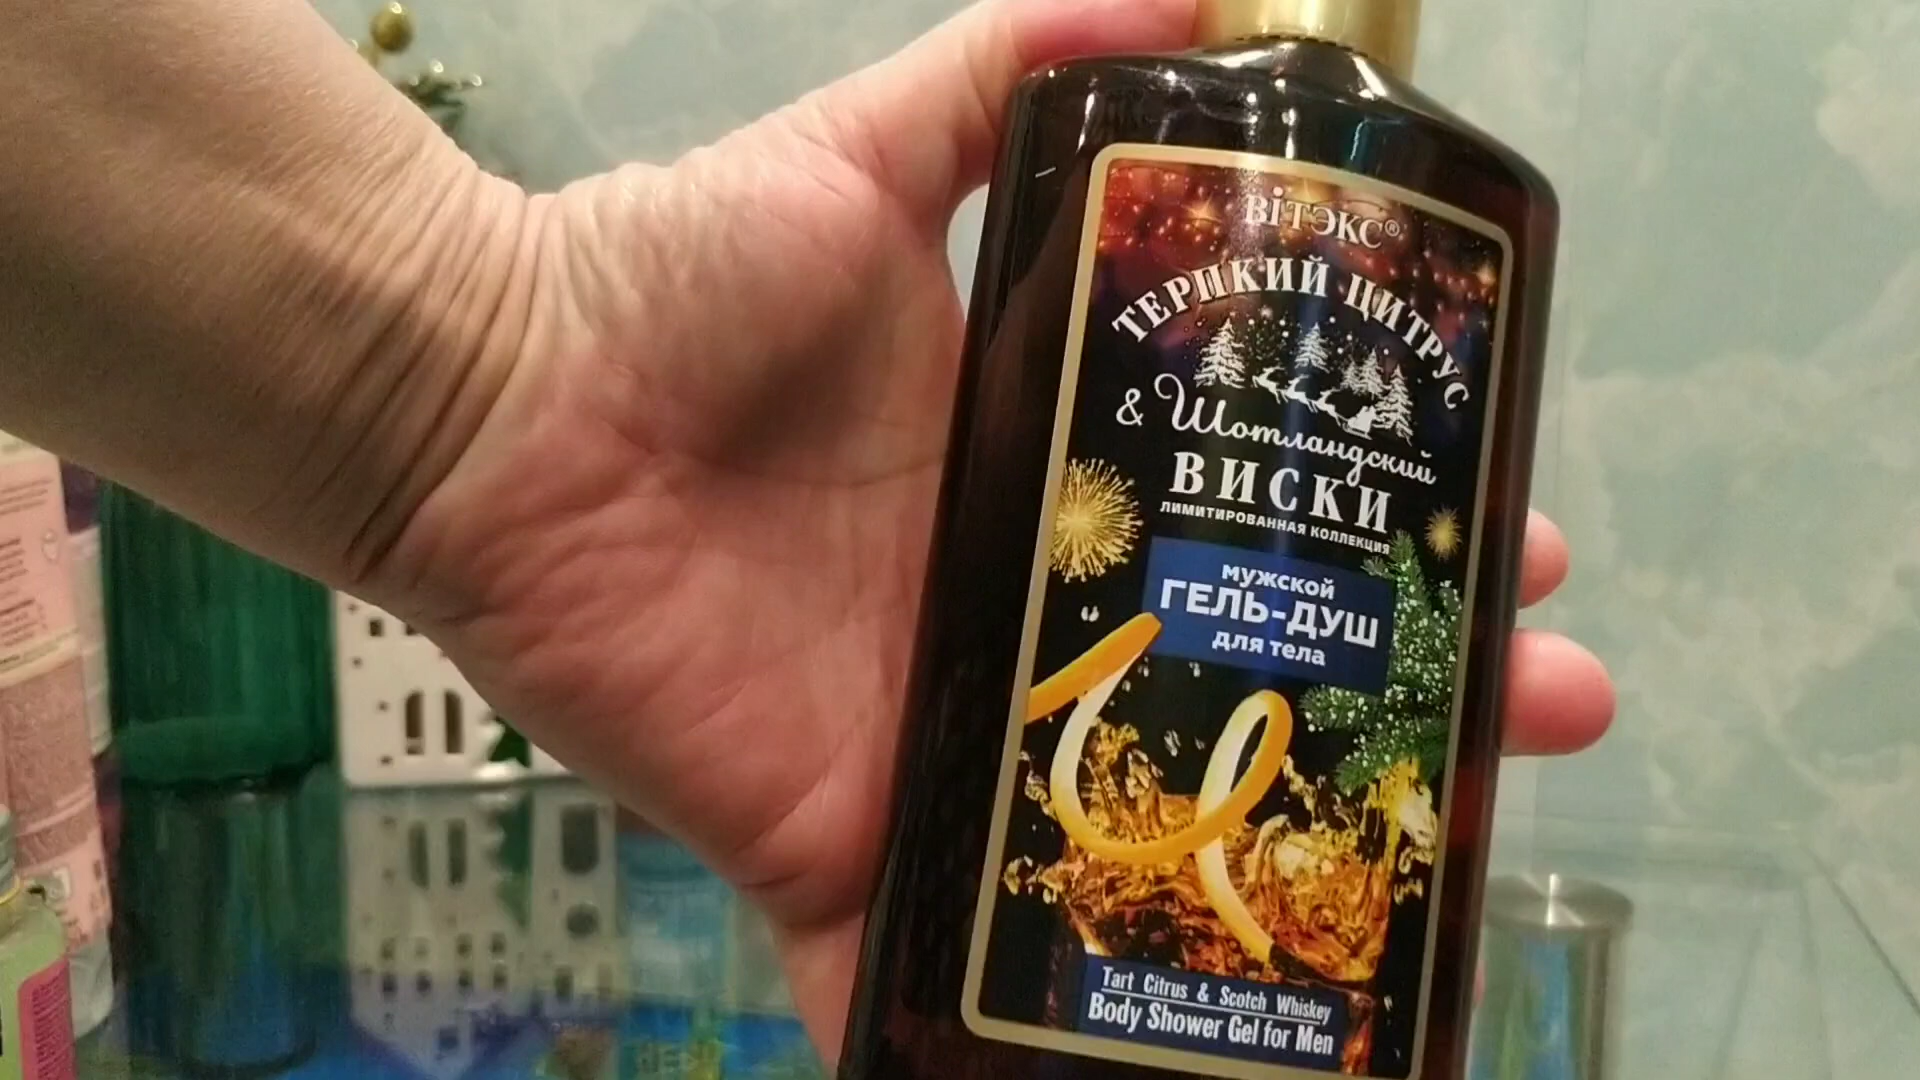 ВіТЭКС®
ТЕРПКИЙ ЦИТРУС
& Шотландский
ВИСКИ
ЛИМИТИРОВАННАЯ КОЛЛЕКЦИЯ
мужской
ГЕЛЬ-ДУШ
для тела
Tart Citrus & Scotch Whiskey
Body Shower Gel for Men